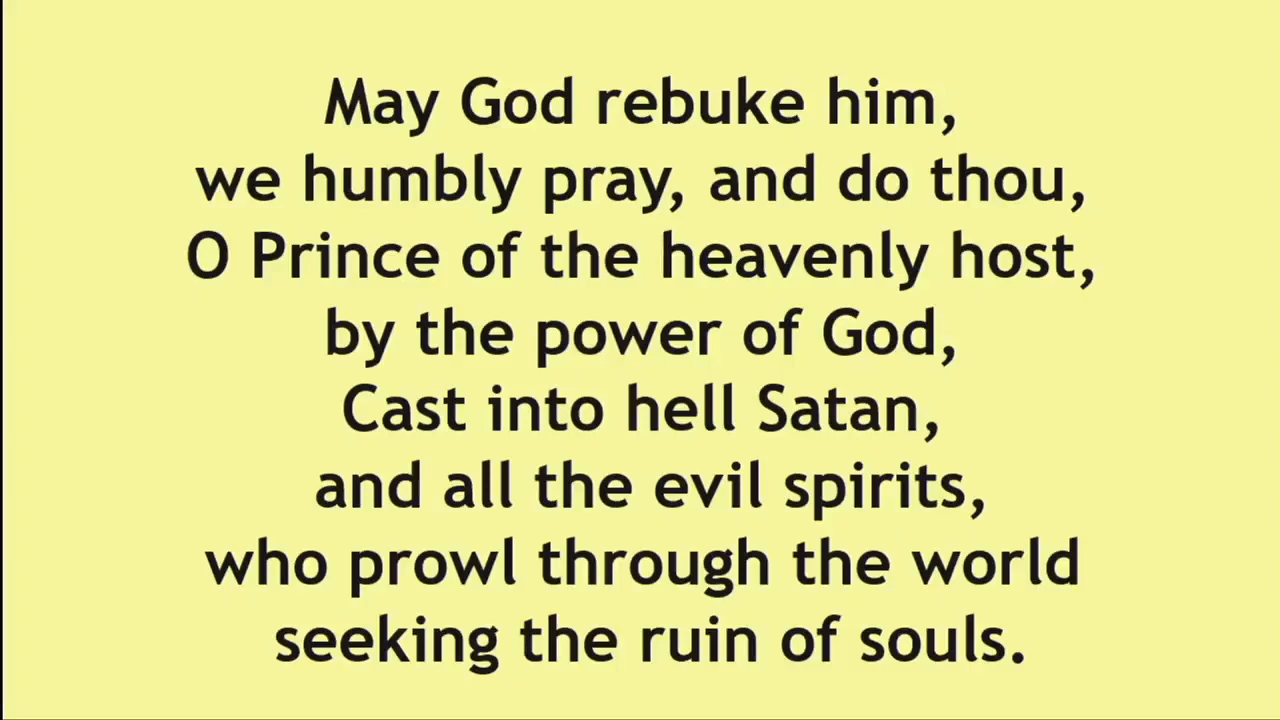 May God rebuke him,
we humbly pray, and do thou,
O Prince of the heavenly host,
by the power of God,
Cast into hell Satan,
and all the evil spirits,
who prowl through the world
seeking the ruin of souls.